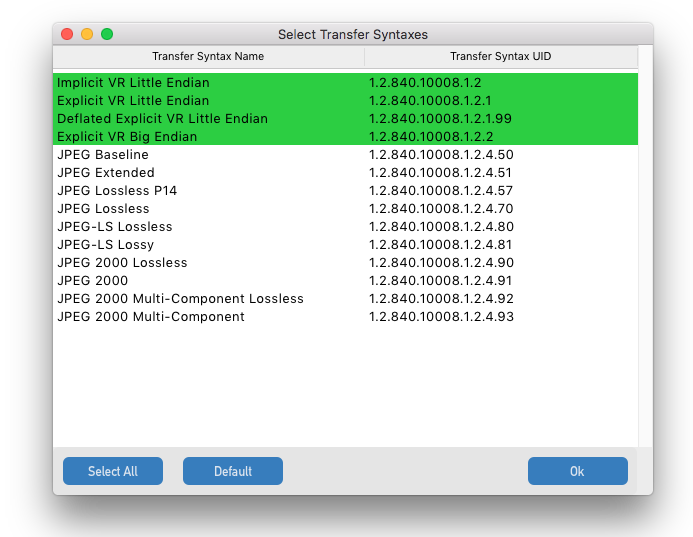 Select Transfer Syntaxes
Transfer Syntax Name Transfer Syntax UID
Implicit VR Little Endian 1.2.840.10008.1.2
Explicit VR Little Endian 1.2.840.10008.1.2.1
Deflated Explicit VR Little Endian 1.2.840.10008.1.2.1.99
Explicit VR Big Endian 1.2.840.10008.1.2.2
JPEG Baseline 1.2.840.10008.1.2.4.50
JPEG Extended 1.2.840.10008.1.2.4.51
JPEG Lossless P14 1.2.840.10008.1.2.4.57
JPEG Lossless 1.2.840.10008.1.2.4.70
JPEG-LS Lossless 1.2.840.10008.1.2.4.80
JPEG-LS Lossy 1.2.840.10008.1.2.4.81
JPEG 2000 Lossless 1.2.840.10008.1.2.4.90
JPEG 2000 1.2.840.10008.1.2.4.91
JPEG 2000 Multi-Component Lossless 1.2.840.10008.1.2.4.92
JPEG 2000 Multi-Component 1.2.840.10008.1.2.4.93
Select All Default Ok